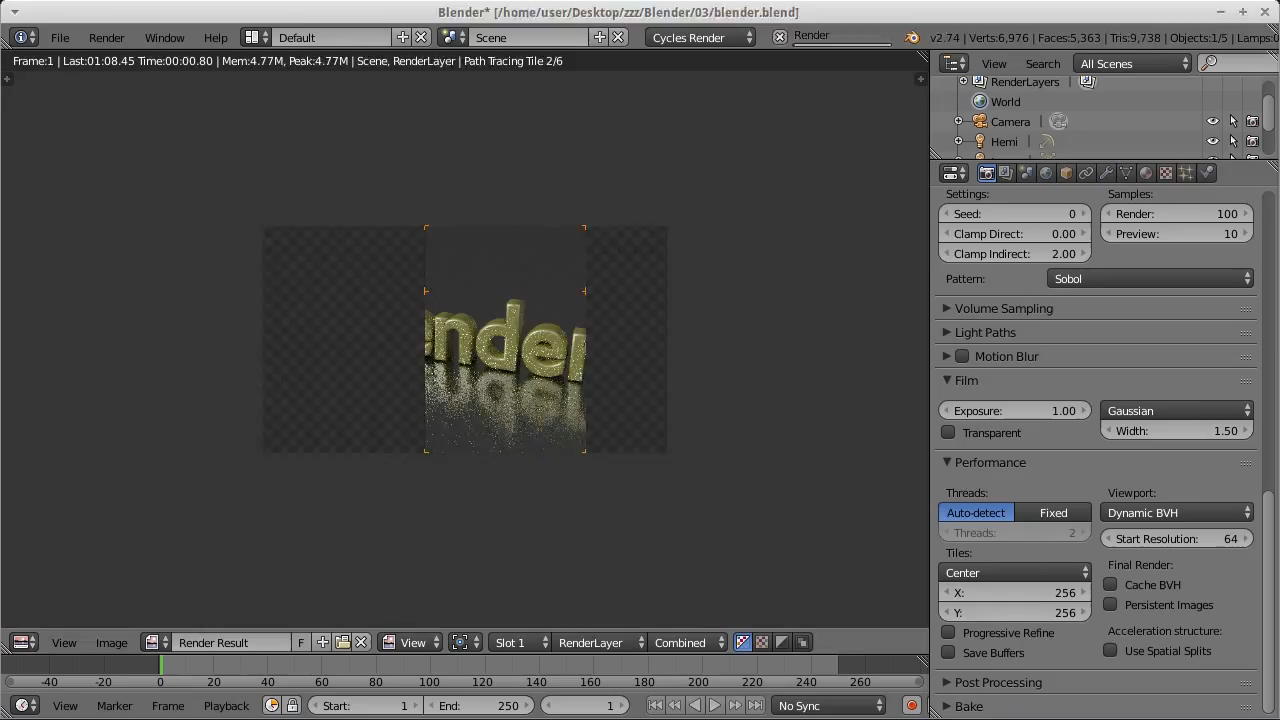 Blender* [/home/user/Desktop/zzz/Blender/03/blender.blend]
File Render Window Help Default Scene Cycles Render Render v2.74 | Verts:6,976 | Faces:5,363 | Tris:9,738 | Objects:1/5 | Lamps:0
Frame:1 | Last:01:08.45 Time:00:00.80 | Mem:4.77M, Peak:4.77M | Scene, RenderLayer | Path Tracing Tile 2/6
View Search All Scenes
RenderLayers
World
Camera
Hemi
Settings: Samples:
Seed: 0 Render: 100
Clamp Direct: 0.00 Preview: 10
Clamp Indirect: 2.00
Pattern: Sobol
Volume Sampling
Light Paths
Motion Blur
Film
Exposure: 1.00 Gaussian
Transparent Width: 1.50
Performance
Threads: Viewport:
Auto-detect Fixed Dynamic BVH
Threads: 2 Start Resolution: 64
Tiles: Final Render:
Center Cache BVH
X: 256 Persistent Images
Y: 256
Progressive Refine Acceleration structure:
Save Buffers Use Spatial Splits
Post Processing
Bake
ender
View Image Render Result F View Slot 1 RenderLayer Combined
-40 -20 0 20 40 60 80 100 120 140 160 180 200 220 240 260
View Marker Frame Playback Start: 1 End: 250 1 No Sync